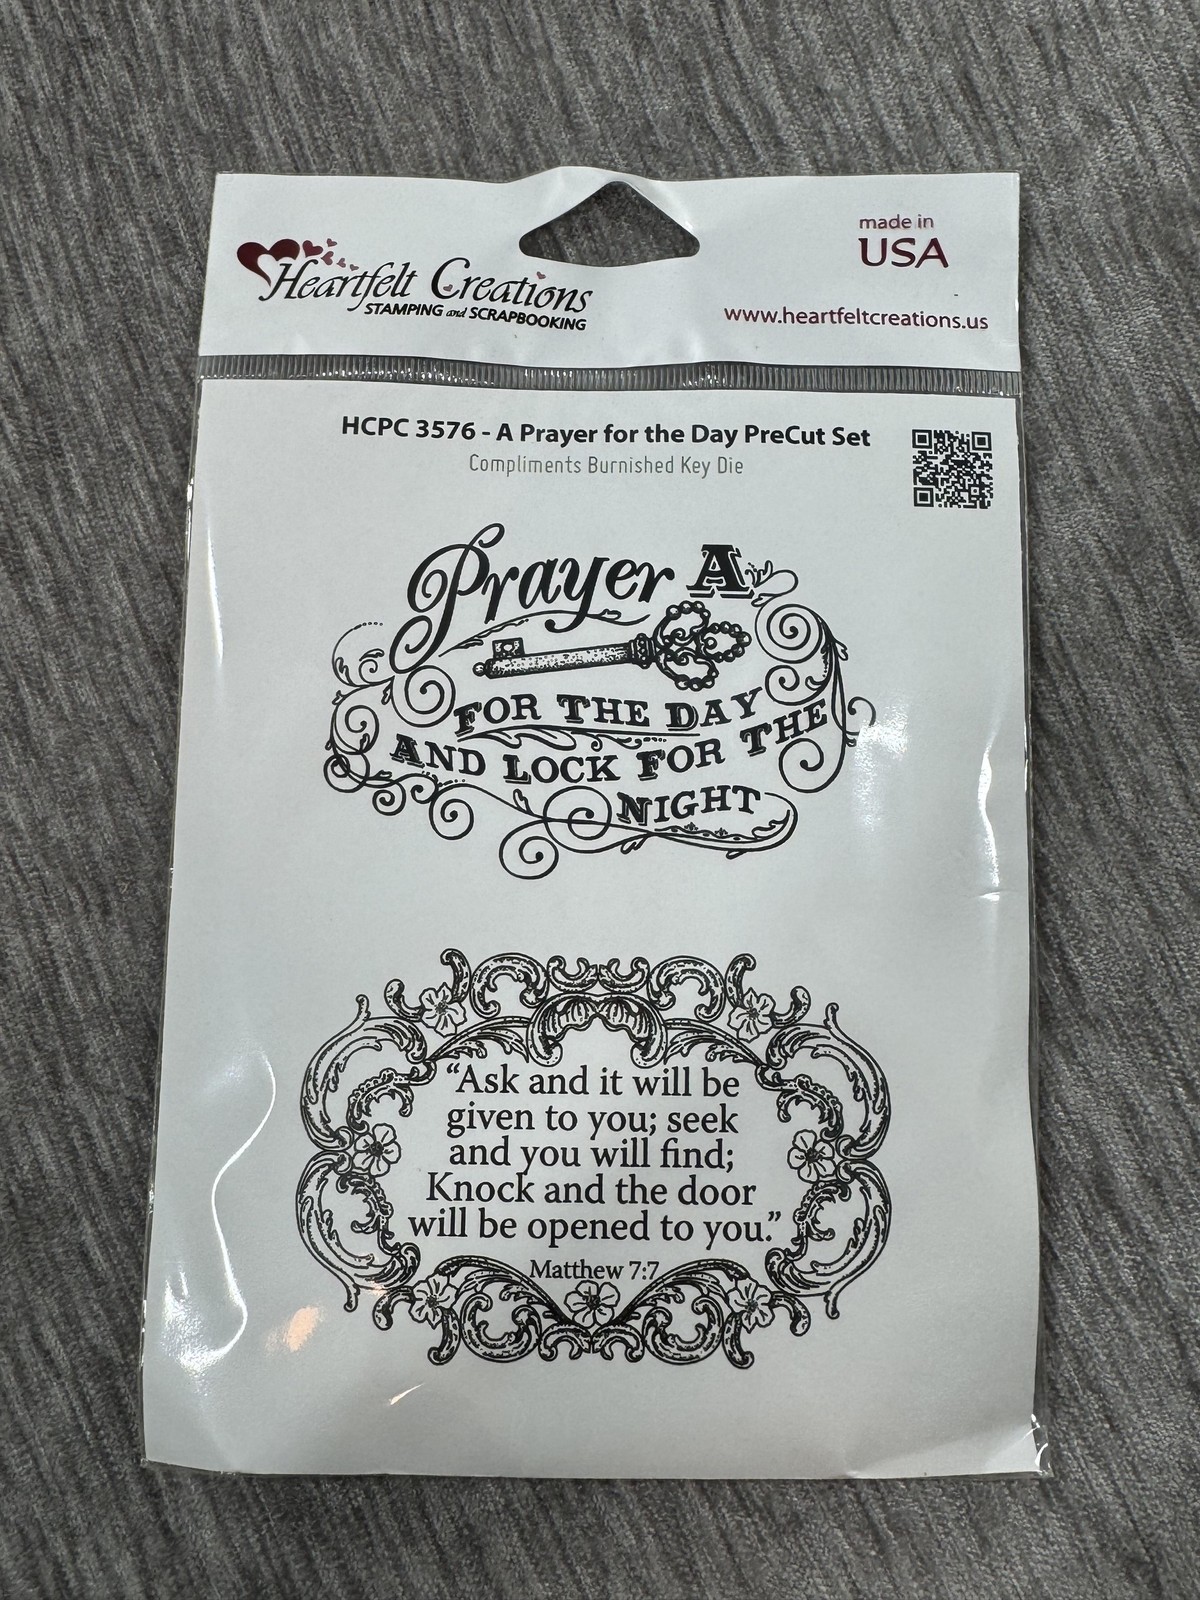 Heartfelt Creations
STAMPING and SCRAPBOOKING
made in
USA
www.heartfeltcreations.us
HCPC 3576 - A Prayer for the Day PreCut Set
Compliments Burnished Key Die
Prayer A
FOR THE DAY
AND LOCK FOR THE
NIGHT
“Ask and it will be
given to you; seek
and you will find;
Knock and the door
will be opened to you.”
Matthew 7:7